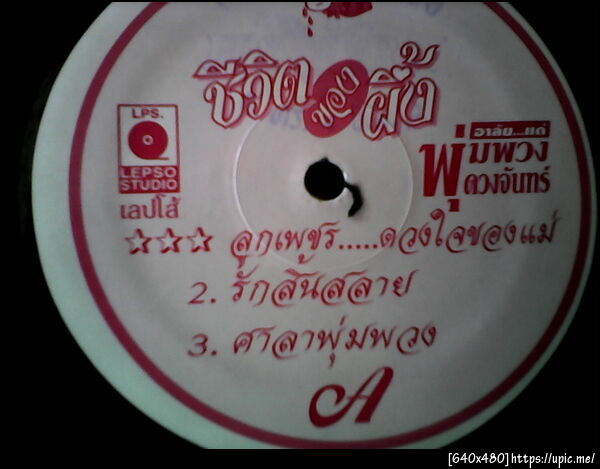 ชีวิต ของ ผึ้ง
LPS.
LEPSO
STUDIO
เลปโส้
อาลัย...แด่
พุ่มพวง
ดวงจันทร์
☆☆☆ ลูกเพชร.....ดวงใจของแม่
2. รักสิ้นสลาย
3. ศาลาพุ่มพวง
A
[640x480]https://upic.me/